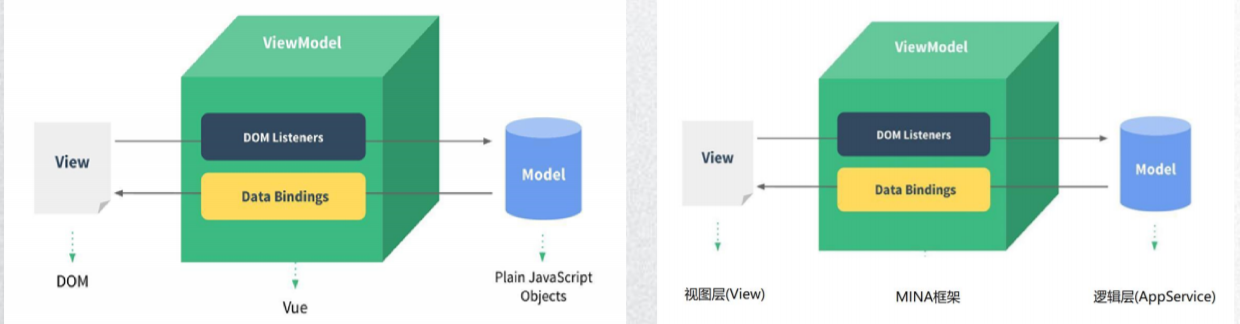 ViewModel
DOM Listeners
View
Data Bindings
Model
DOM
Vue
Plain JavaScript
Objects
ViewModel
DOM Listeners
View
Data Bindings
Model
视图层(View)
MINA框架
逻辑层(AppService)